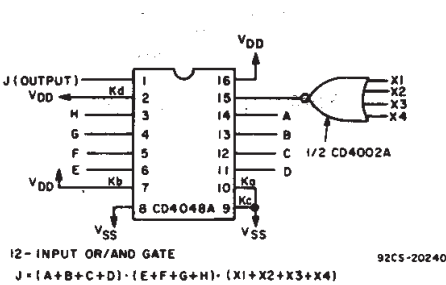 VDD
J (OUTPUT) 1 16
VDD Kd 2 15
H 3 14 A
G 4 13 B
F 5 12 C
E 6 11 D
VDD Kb 7 10 Ka
8 CD4048A 9 Kc
VSS VSS
X1
X2
X3
X4
1/2 CD4002A
12-INPUT OR/AND GATE
92CS-20240
J = (A+B+C+D)·(E+F+G+H)·(X1+X2+X3+X4)